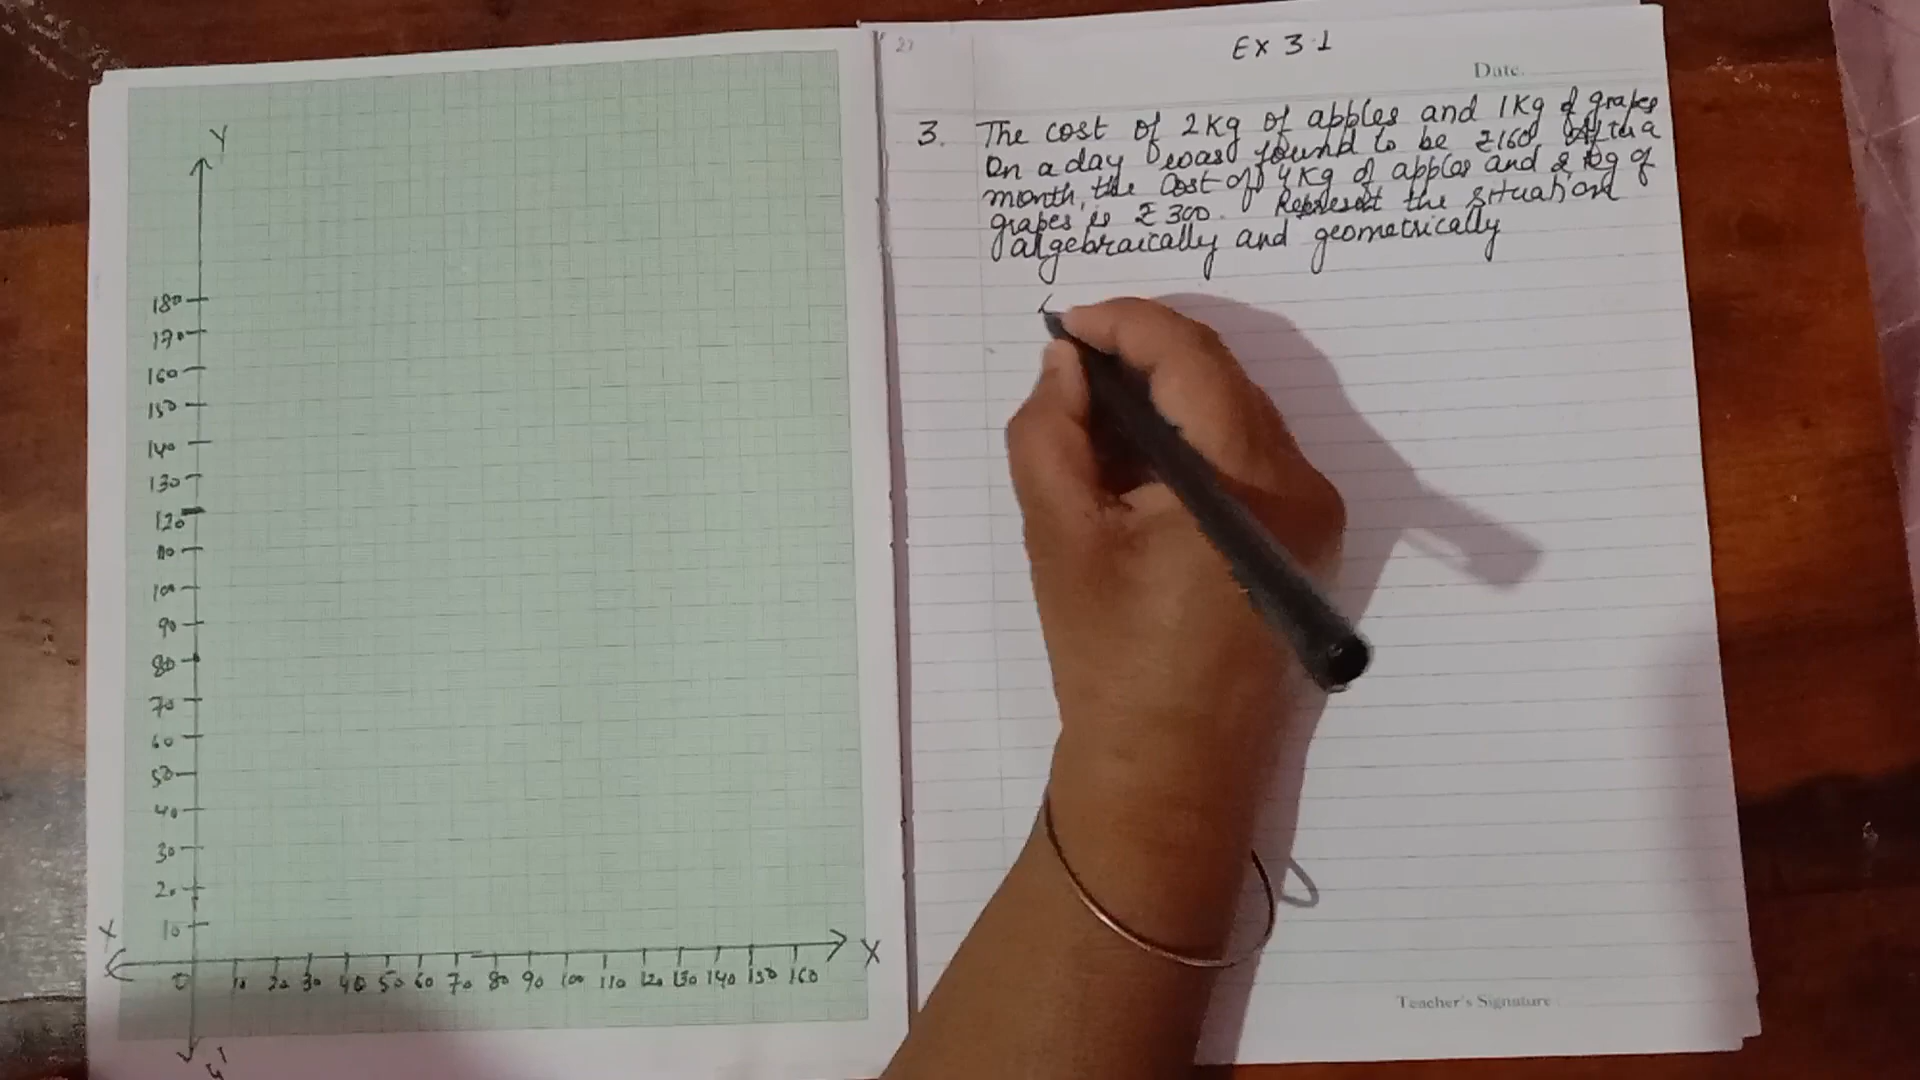 27
Ex 3.1
Date.
3. The cost of 2kg of apples and 1kg of grapes
on a day was found to be ₹160 After a
month, the cost of 4kg of apples and 2 kg of
grapes is ₹300. Represent the situation
algebraically and geometrically
Y
180
170
160
150
140
130
120
110
100
90
80
70
60
50
40
30
20
10
X
X
0 10 20 30 40 50 60 70 80 90 100 110 120 130 140 150 160
Y'
Teacher's Signature